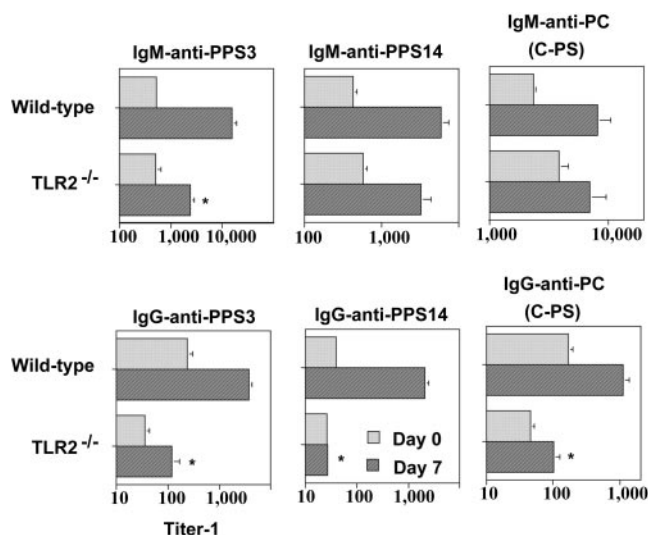 IgM-anti-PPS3
IgM-anti-PPS14
IgM-anti-PC
(C-PS)
Wild-type
TLR2 -/-
*
100 1,000 10,000
1,000
1,000 10,000
IgG-anti-PPS3
IgG-anti-PPS14
IgG-anti-PC
(C-PS)
Wild-type
TLR2 -/-
*
*
*
Day 0
Day 7
10 100 1,000
10 100 1,000
10 100 1,000
Titer-1